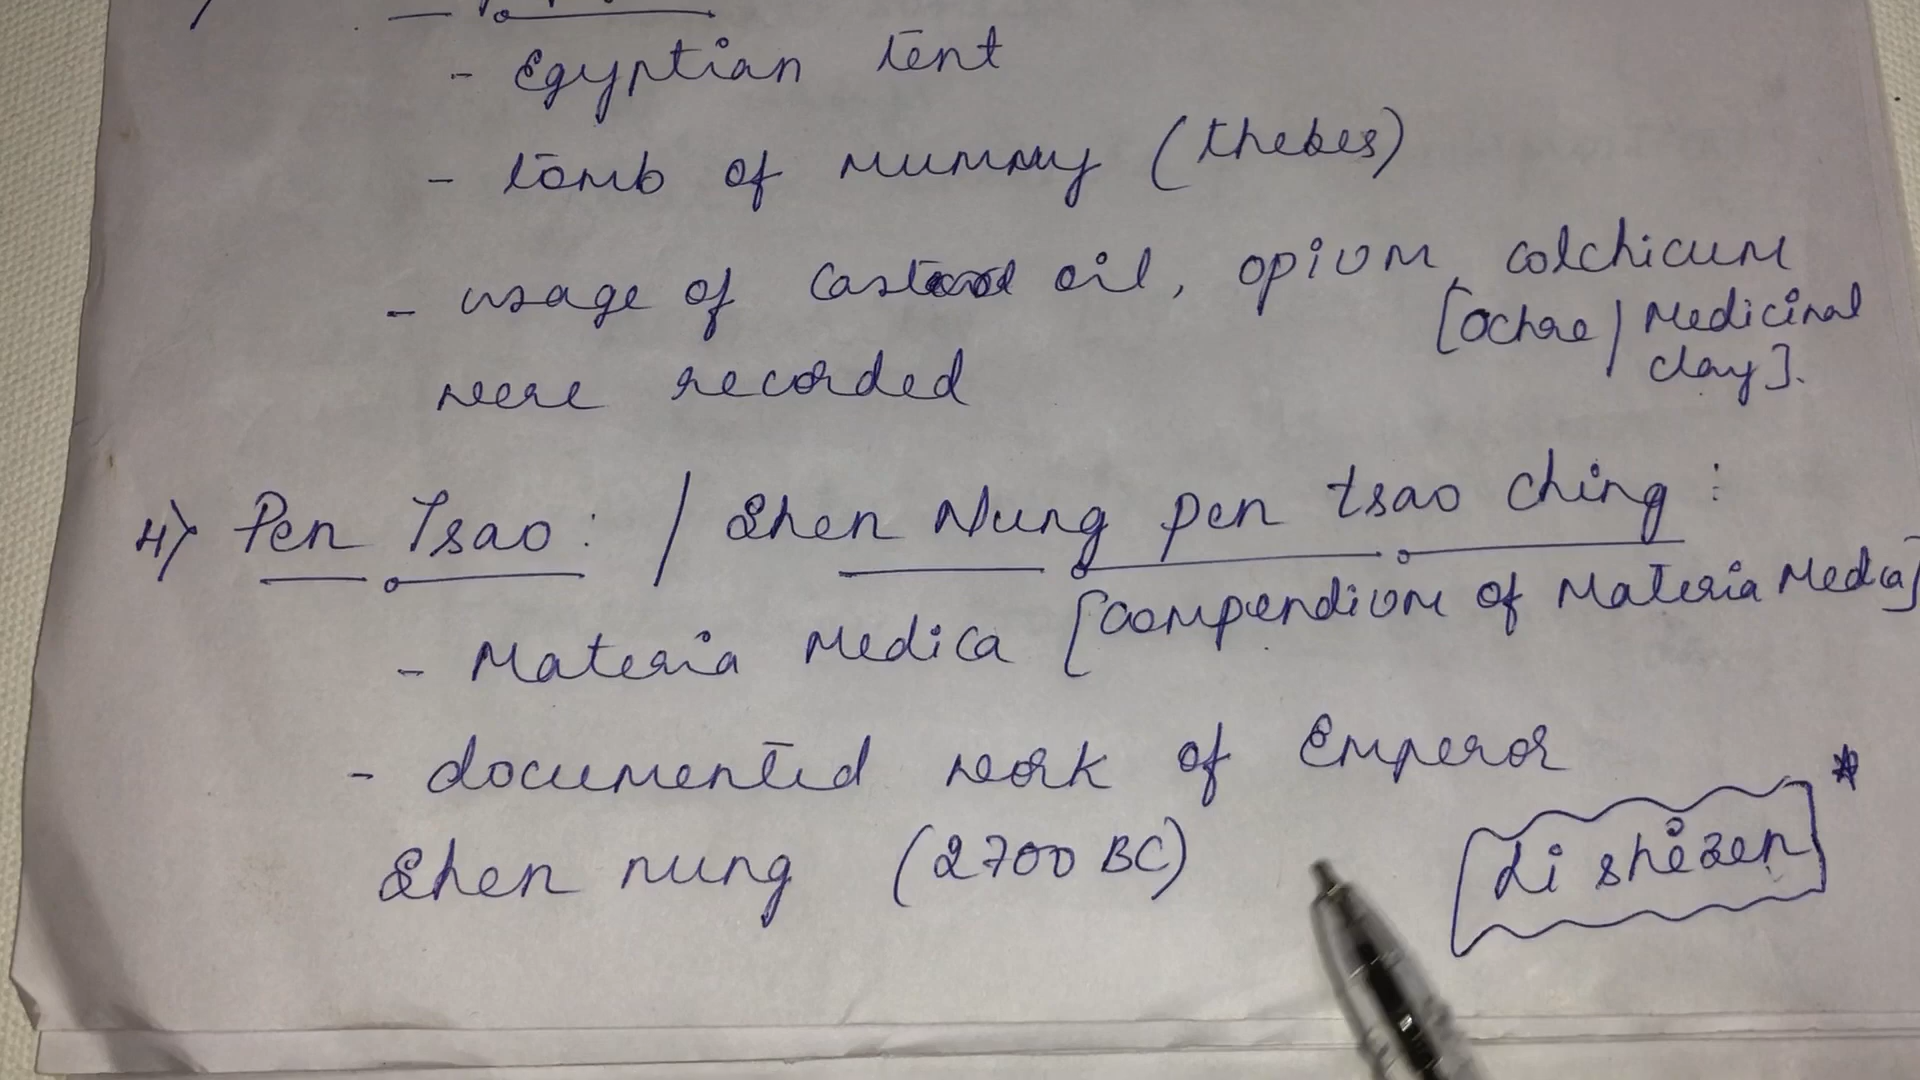 - Egyptian tent
- tomb of mummy (thebes)
- usage of Castor oil, opium, colchicum
[Ochre / Medicinal clay].
were recorded
4) Pen Tsao: / Shen Nung pen tsao ching:
- Materia Medica [Compendium of Materia Medica]
- documented work of Emperor
Shen nung (2700 BC)
Li shizen *